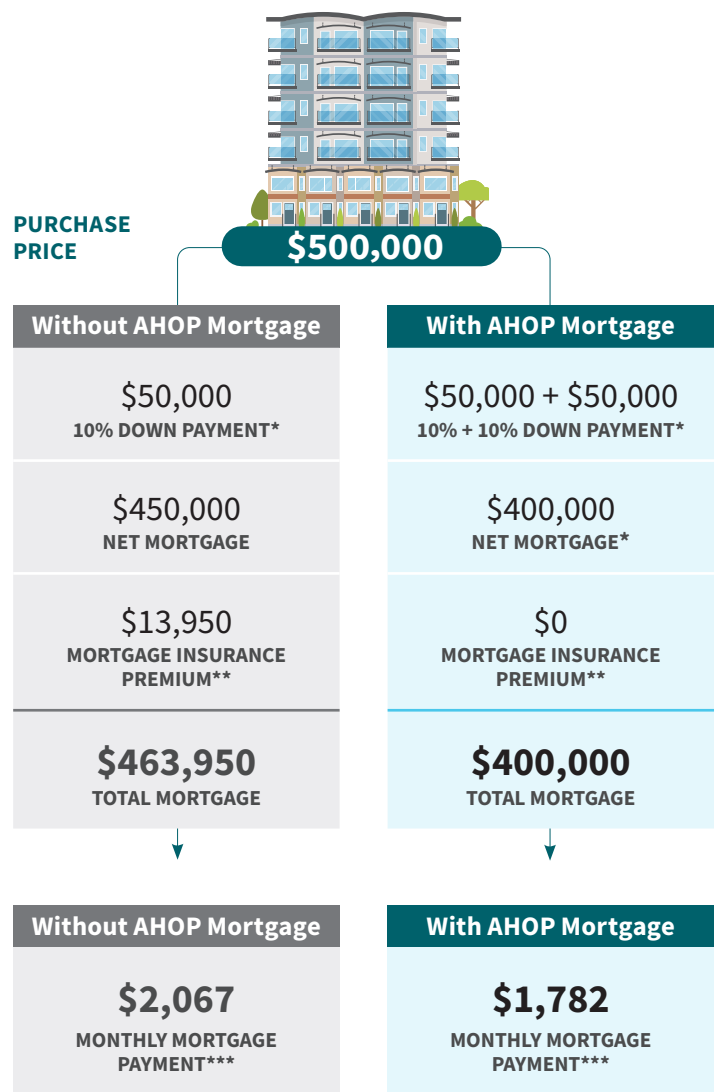 PURCHASE
PRICE
$500,000
Without AHOP Mortgage
$50,000
10% DOWN PAYMENT*
$450,000
NET MORTGAGE
$13,950
MORTGAGE INSURANCE
PREMIUM**
$463,950
TOTAL MORTGAGE
With AHOP Mortgage
$50,000 + $50,000
10% + 10% DOWN PAYMENT*
$400,000
NET MORTGAGE*
$0
MORTGAGE INSURANCE
PREMIUM**
$400,000
TOTAL MORTGAGE
Without AHOP Mortgage
$2,067
MONTHLY MORTGAGE
PAYMENT***
With AHOP Mortgage
$1,782
MONTHLY MORTGAGE
PAYMENT***